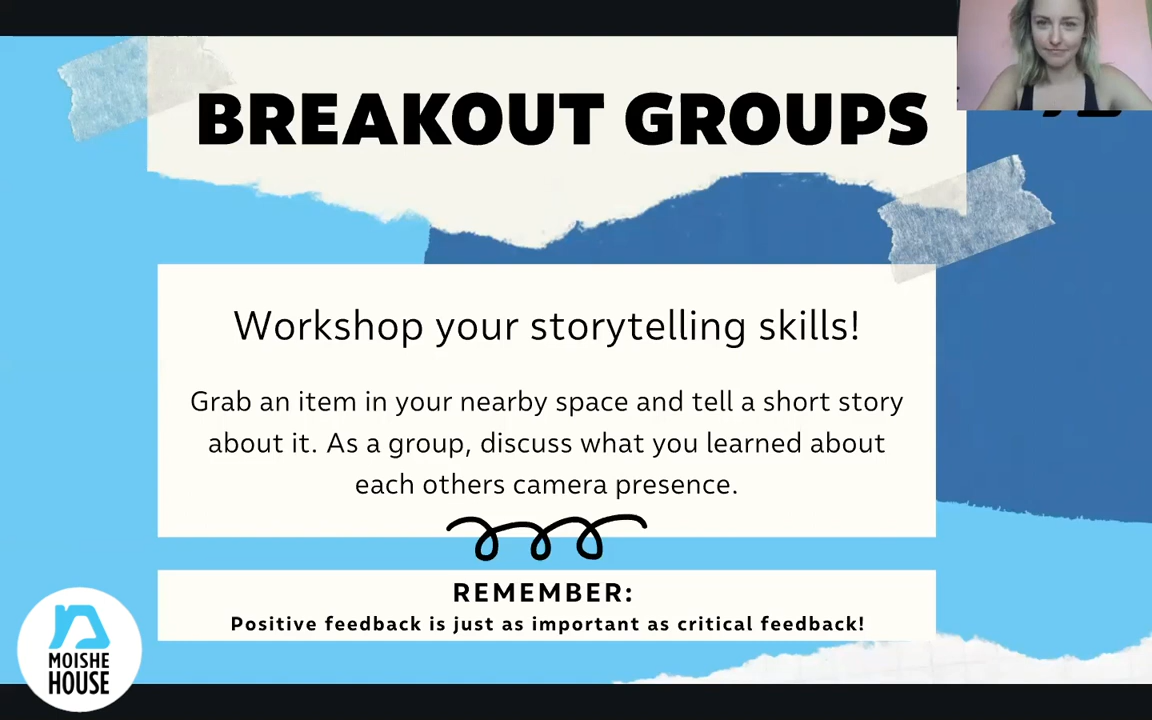 BREAKOUT GROUPS
Workshop your storytelling skills!
Grab an item in your nearby space and tell a short story
about it. As a group, discuss what you learned about
each others camera presence.
REMEMBER:
Positive feedback is just as important as critical feedback!
MOISHE
HOUSE